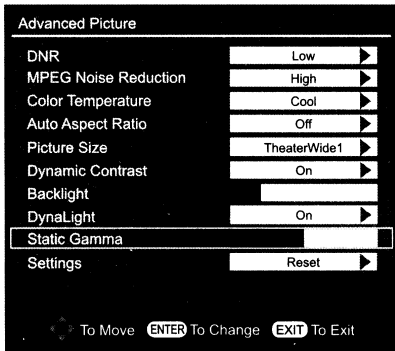 Advanced Picture
DNR Low
MPEG Noise Reduction High
Color Temperature Cool
Auto Aspect Ratio Off
Picture Size TheaterWide1
Dynamic Contrast On
Backlight
DynaLight On
Static Gamma
Settings Reset
To Move ENTER To Change EXIT To Exit